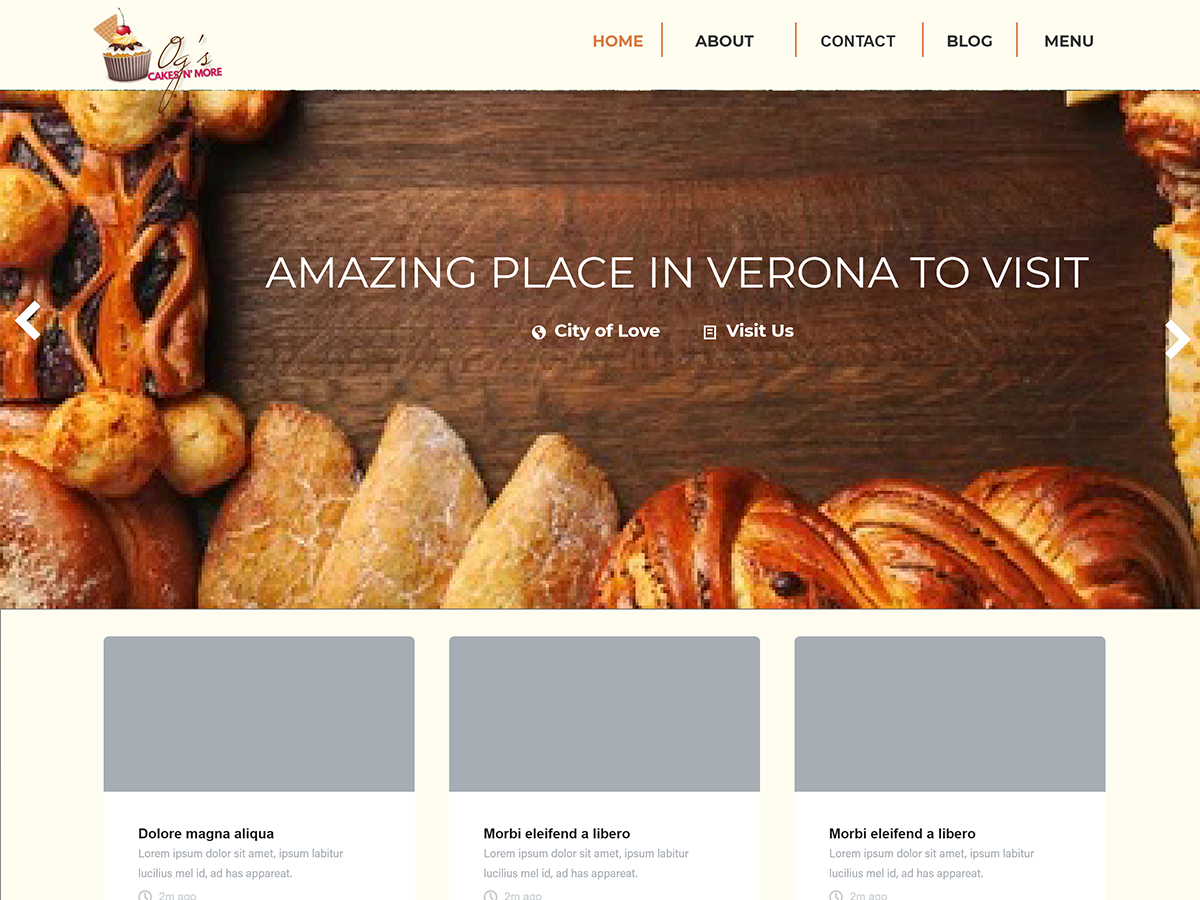 Og's
CAKES 'N' MORE
HOME
ABOUT
CONTACT
BLOG
MENU
AMAZING PLACE IN VERONA TO VISIT
City of Love
Visit Us
Dolore magna aliqua
Lorem ipsum dolor sit amet, ipsum labitur
lucilius mel id, ad has appareat.
2m ago
Morbi eleifend a libero
Lorem ipsum dolor sit amet, ipsum labitur
lucilius mel id, ad has appareat.
2m ago
Morbi eleifend a libero
Lorem ipsum dolor sit amet, ipsum labitur
lucilius mel id, ad has appareat.
2m ago